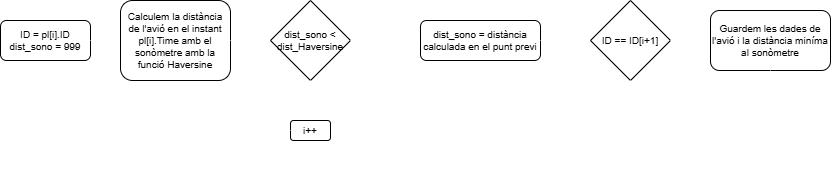 ID = pl[i].ID
dist_sono = 999
Calculem la distància
de l'avió en el instant
pl[i].Time amb el
sonòmetre amb la
funció Haversine
dist_sono <
dist_Haversine
dist_sono = distància
calculada en el punt previ
ID == ID[i+1]
Guardem les dades de
l'avió i la distància miníma
al sonòmetre
i++